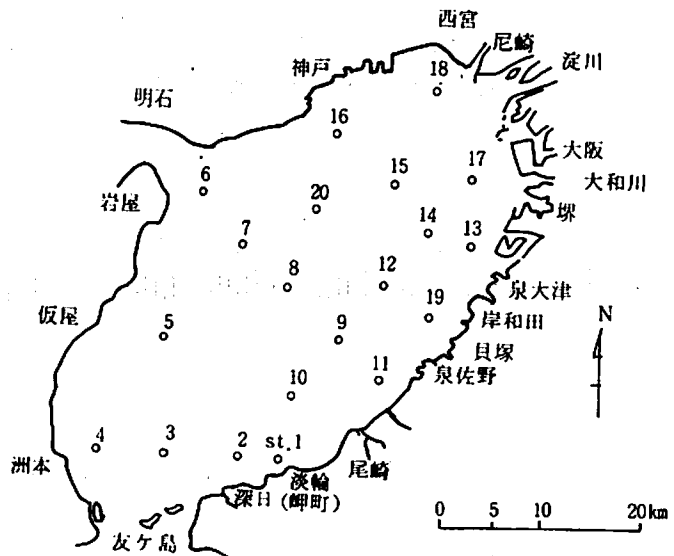 西宮
尼崎
淀川
神戸
18
明石
16
大阪
17
15
大和川
6
岩屋
20
堺
14
13
7
8
12
泉大津
仮屋
19
岸和田
N
5
9
貝塚
泉佐野
11
10
4
3
2
st.1
尾崎
洲本
淡輪
深日(岬町)
友ケ島
0 5 10 20km